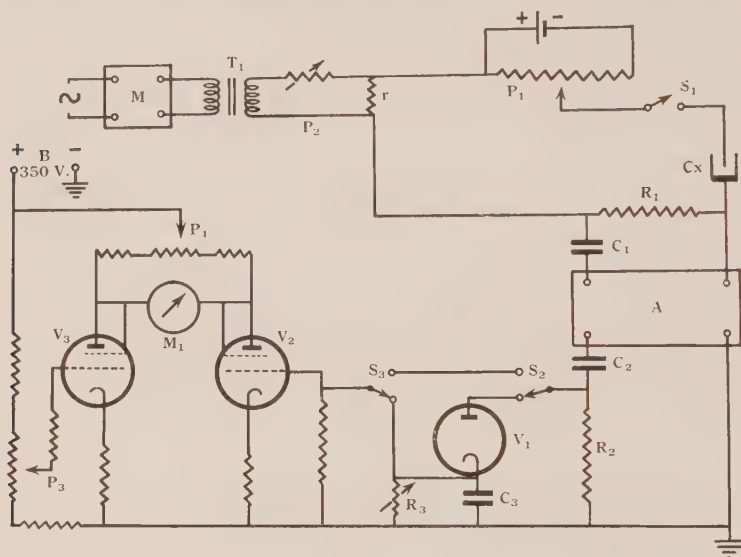 + −
T₁
M
r
P₂
P₁
S₁
Cx
R₁
C₁
A
C₂
R₂
+ B −
350 V.
P₁
V₃
M₁
V₂
S₃
S₂
V₁
R₃
C₃
P₃